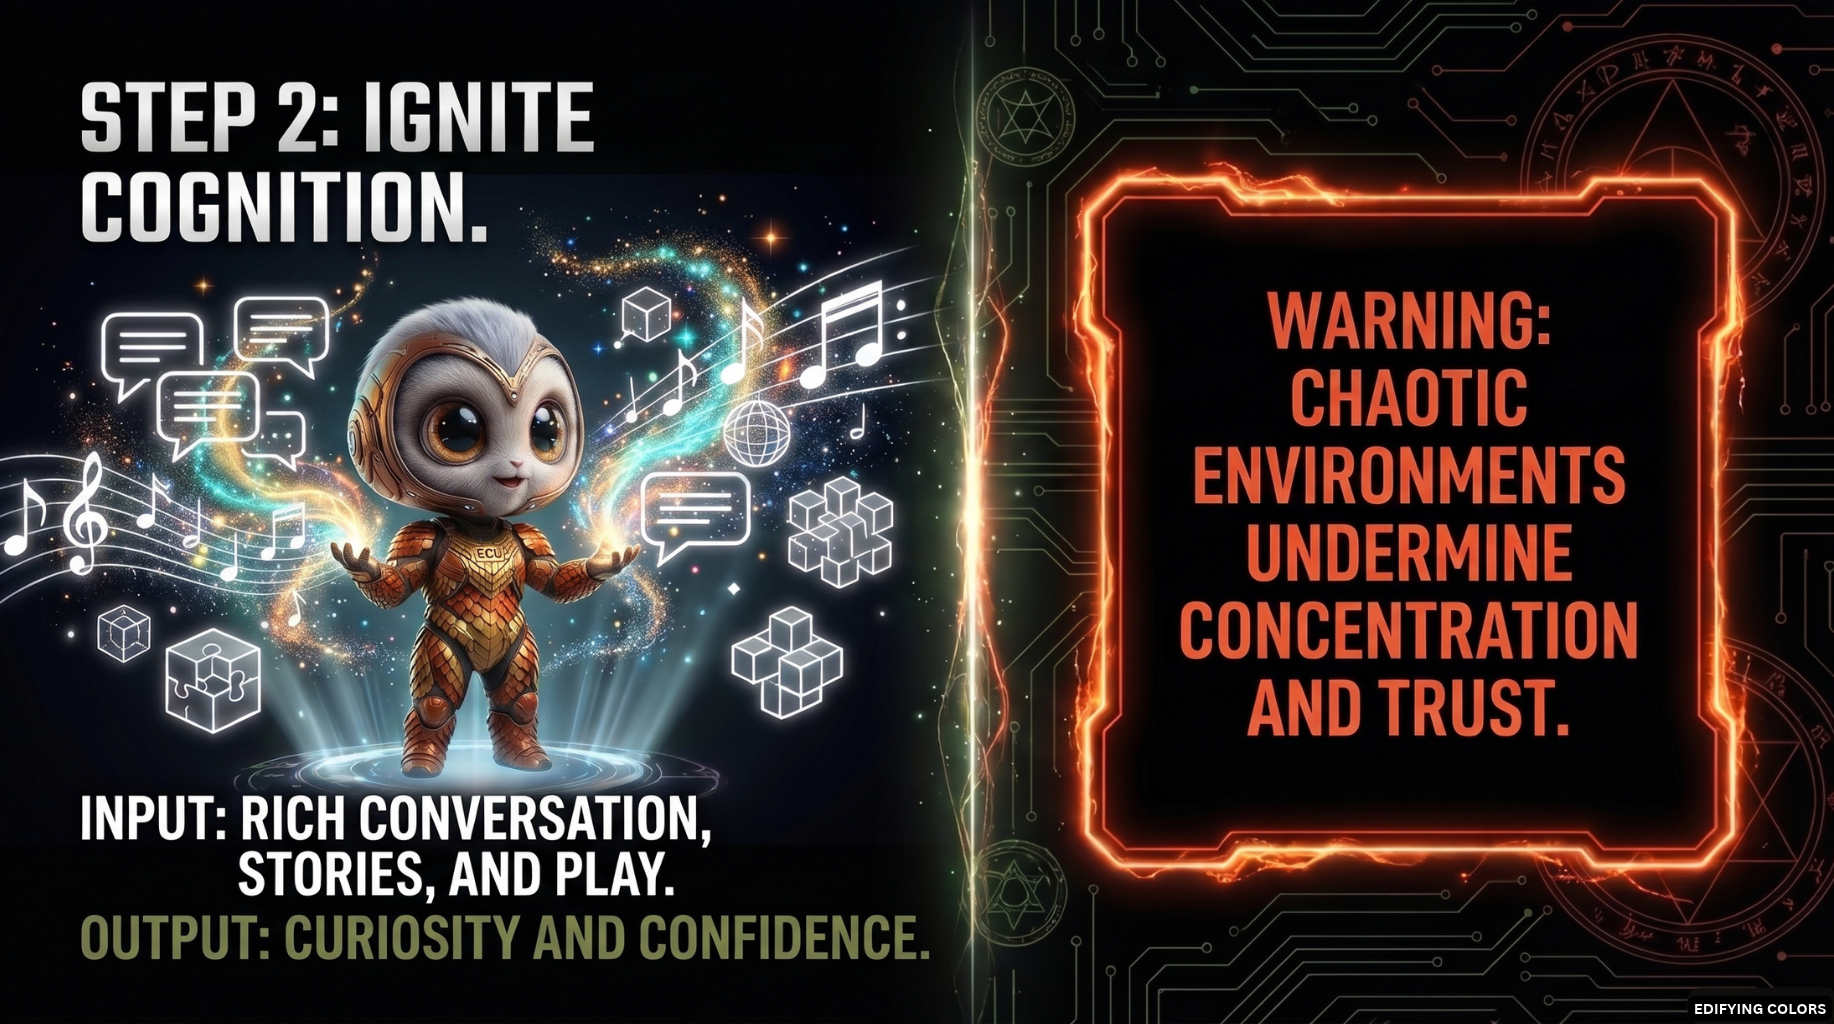 STEP 2: IGNITE
COGNITION.
ECU
INPUT: RICH CONVERSATION,
STORIES, AND PLAY.
OUTPUT: CURIOSITY AND CONFIDENCE.
WARNING:
CHAOTIC
ENVIRONMENTS
UNDERMINE
CONCENTRATION
AND TRUST.
EDIFYING COLORS